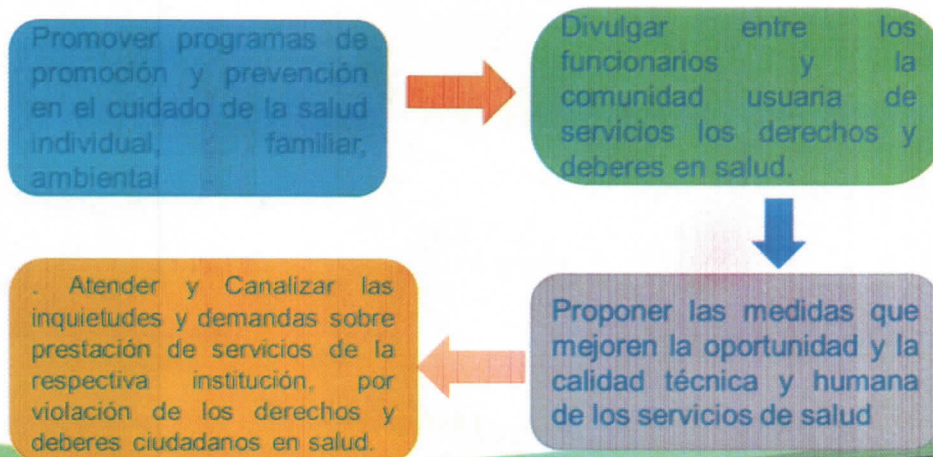 Promover programas de
promoción y prevención
en el cuidado de la salud
individual, familiar,
ambiental
Divulgar entre los
funcionarios y la
comunidad usuaria de
servicios los derechos y
deberes en salud.
Proponer las medidas que
mejoren la oportunidad y la
calidad técnica y humana
de los servicios de salud
. Atender y Canalizar las
inquietudes y demandas sobre
prestación de servicios de la
respectiva institución, por
violación de los derechos y
deberes ciudadanos en salud.